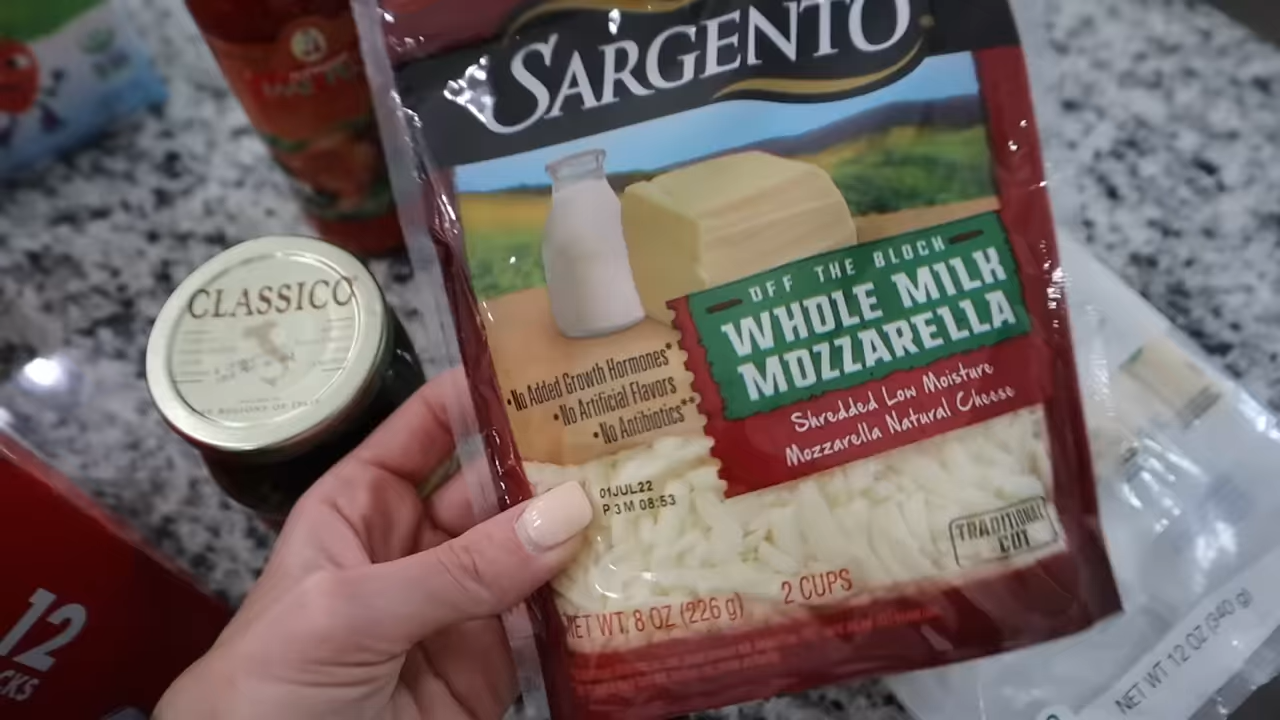 SARGENTO
OFF THE BLOCK
WHOLE MILK
MOZZARELLA
Shredded Low Moisture
Mozzarella Natural Cheese
•No Added Growth Hormones*
•No Artificial Flavors
•No Antibiotics**
01JUL22
P 3 M 08:53
TRADITIONAL
CUT
NET WT. 8 OZ (226 g)
2 CUPS
CLASSICO
12
CKS
NET WT 12 OZ (340 g)